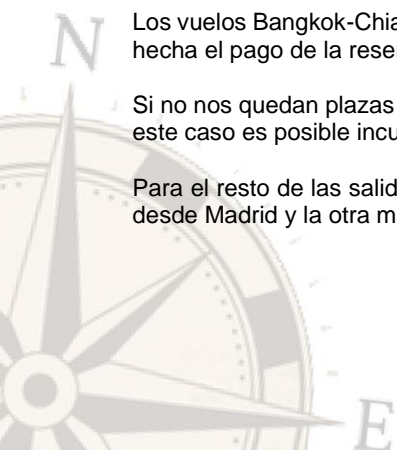 N
Los vuelos Bangkok-Chia
hecha el pago de la rese
Si no nos quedan plazas
este caso es posible incu
Para el resto de las salid
desde Madrid y la otra m
E